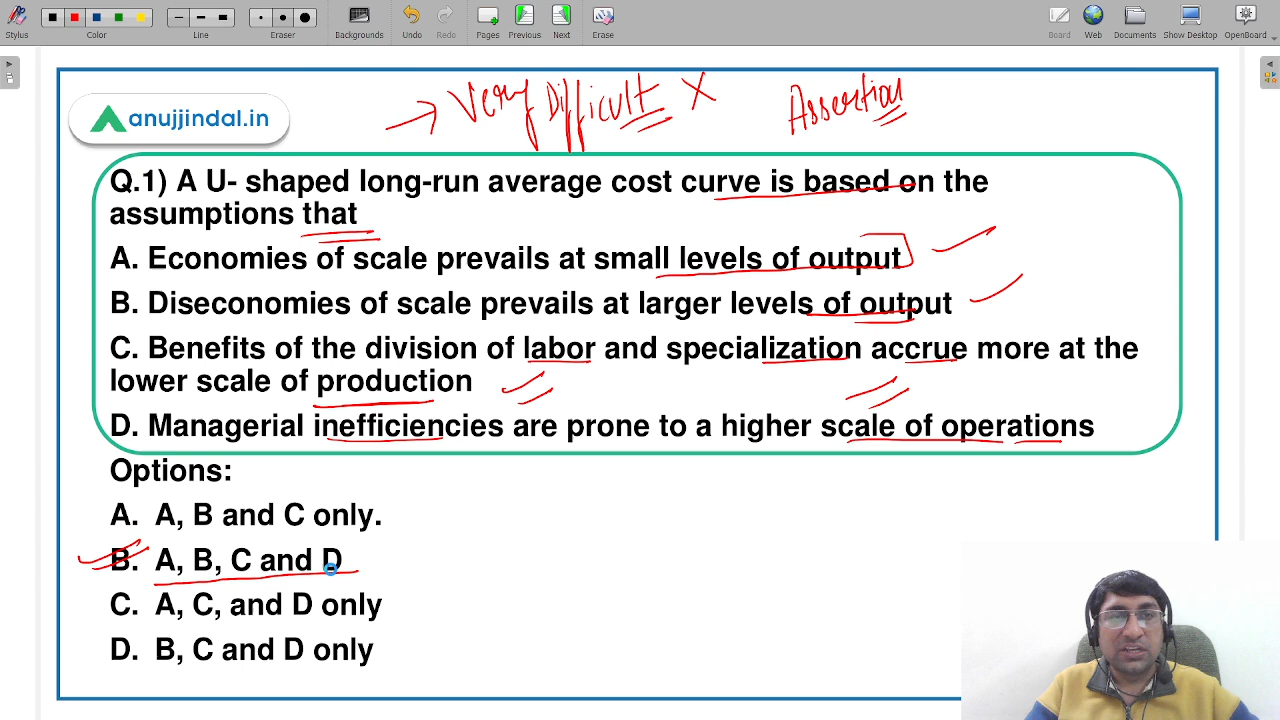 Stylus
Color
Line
Eraser
Backgrounds
Undo
Redo
Pages
Previous
Next
Erase
Board
Web
Documents
Show Desktop
OpenBoard
→ Very Difficult X
Assertion
anujjindal.in
Q.1) A U- shaped long-run average cost curve is based on the
assumptions that
A. Economies of scale prevails at small levels of output
B. Diseconomies of scale prevails at larger levels of output
C. Benefits of the division of labor and specialization accrue more at the
lower scale of production
D. Managerial inefficiencies are prone to a higher scale of operations
Options:
A. A, B and C only.
B. A, B, C and D
C. A, C, and D only
D. B, C and D only